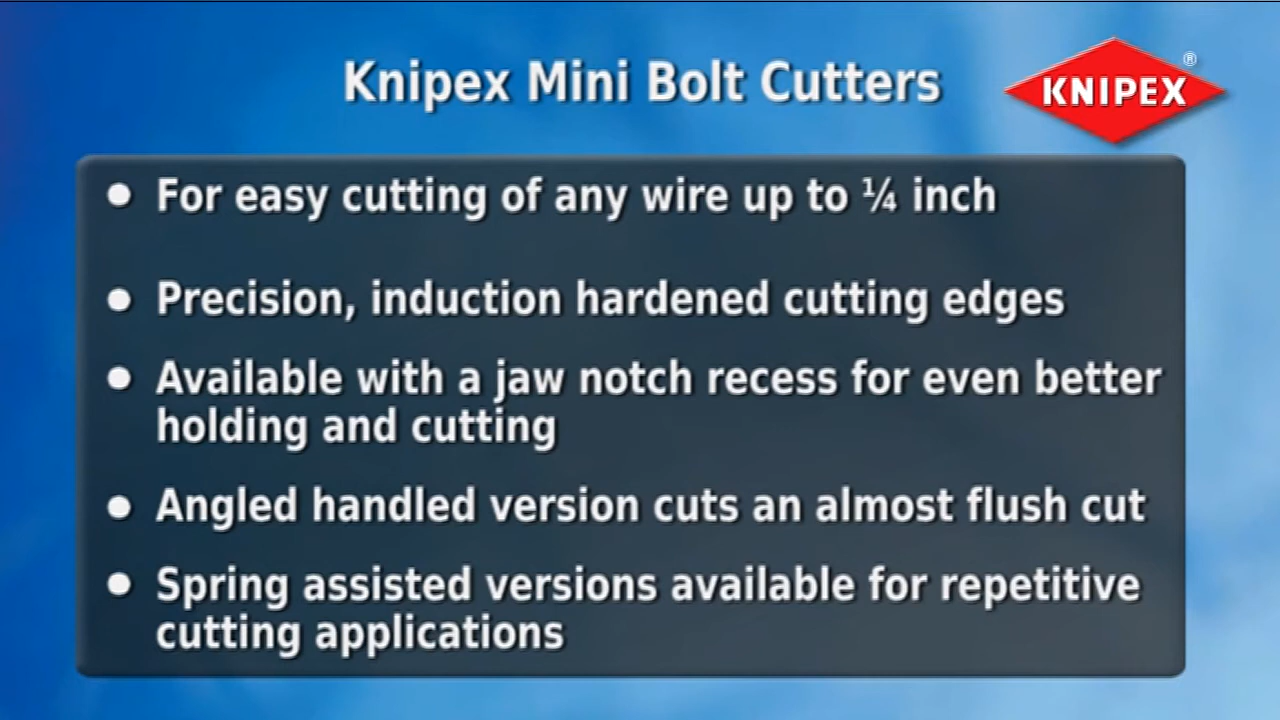 Knipex Mini Bolt Cutters
KNIPEX®
● For easy cutting of any wire up to ¼ inch
● Precision, induction hardened cutting edges
● Available with a jaw notch recess for even better
holding and cutting
● Angled handled version cuts an almost flush cut
● Spring assisted versions available for repetitive
cutting applications